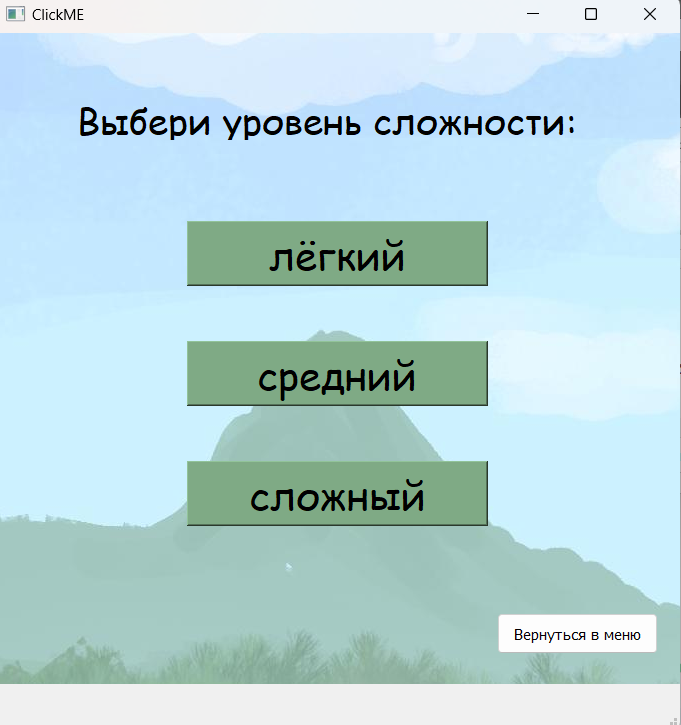 ClickME
Выбери уровень сложности:
лёгкий
средний
сложный
Вернуться в меню